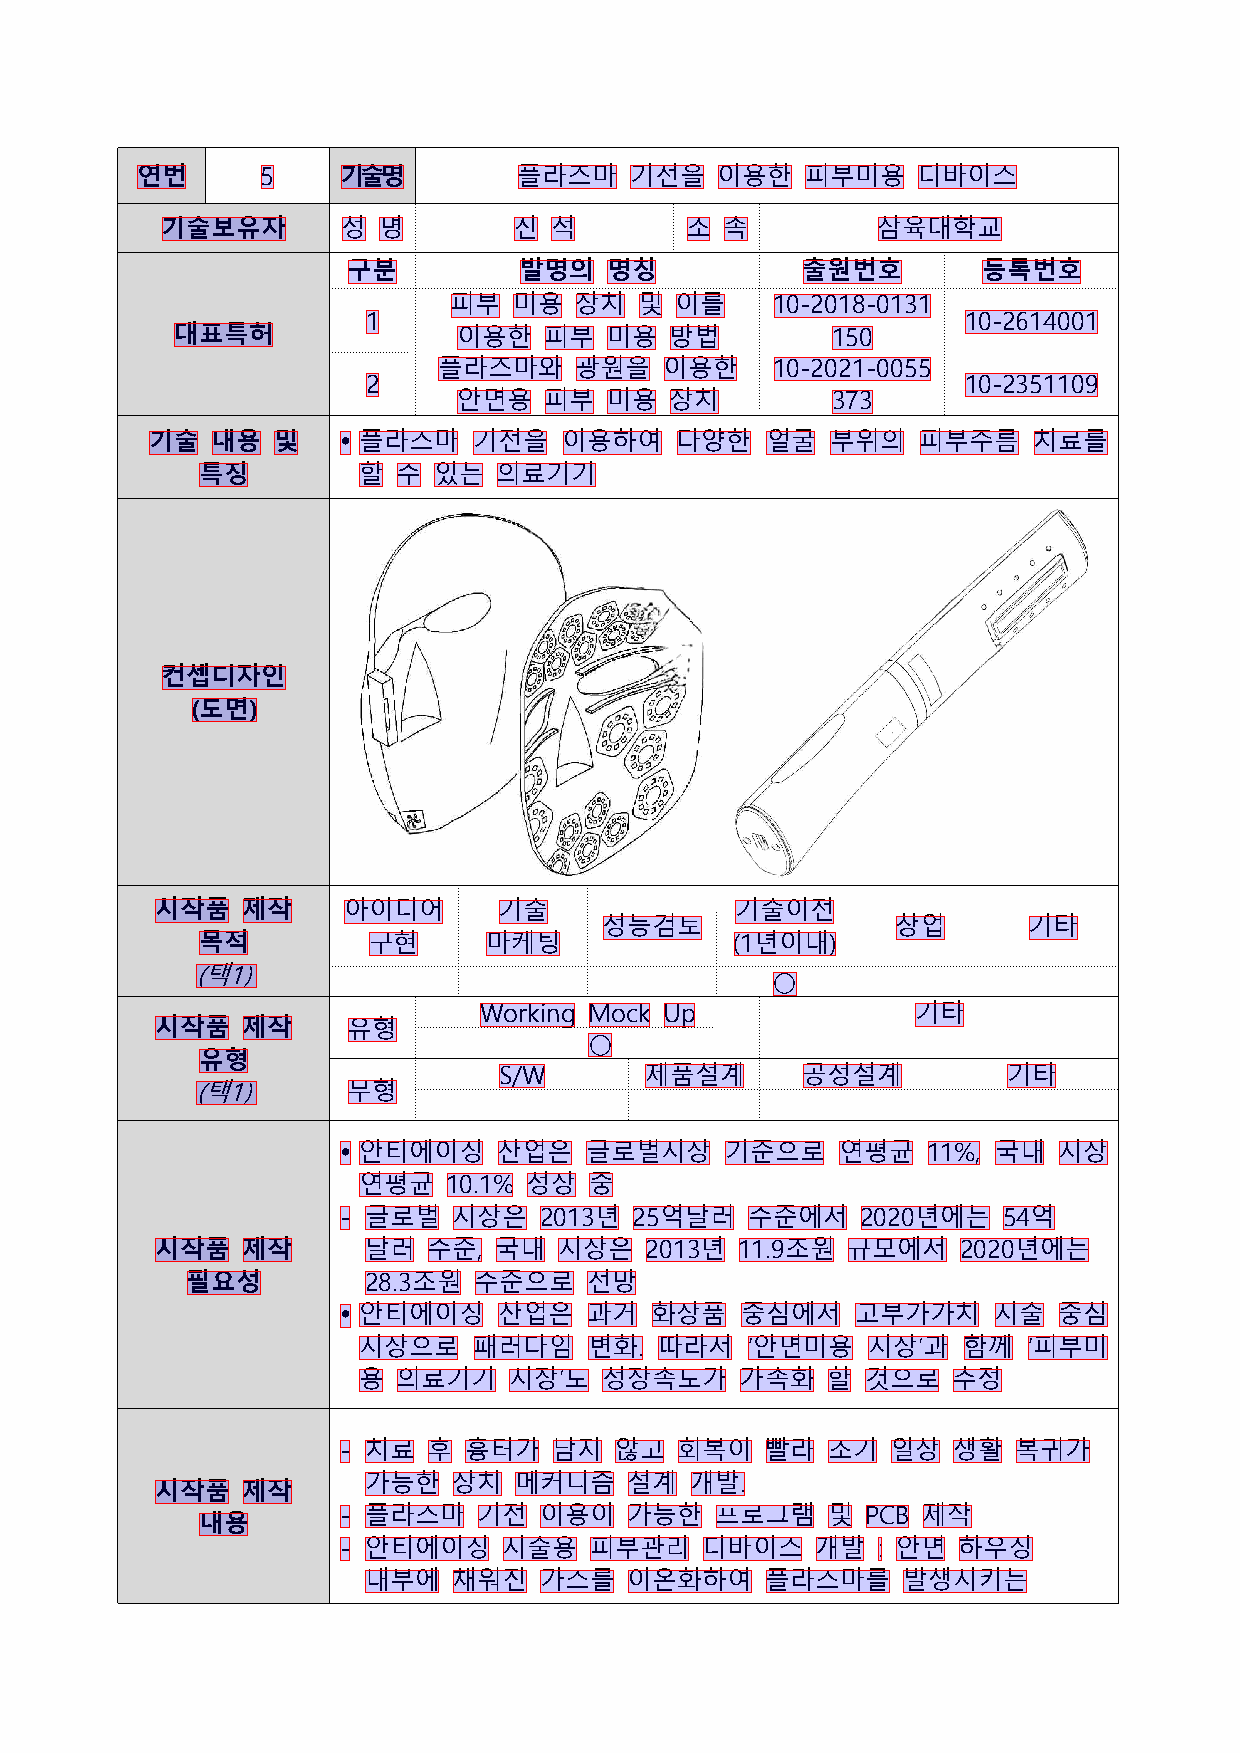 연번 5 기술명 플라즈마 기전을 이용한 피부미용 디바이스
기술보유자 성 명 신 석 소 속 삼육대학교
대표특허
구분 발명의 명칭 출원번호 등록번호
1 피부 미용 장치 및 이를 이용한 피부 미용 방법 10-2018-0131150 10-2614001
2 플라즈마와 광원을 이용한 안면용 피부 미용 장치 10-2021-0055373 10-2351109
기술 내용 및 특징
• 플라스마 기전을 이용하여 다양한 얼굴 부위의 피부주름 치료를
할 수 있는 의료기기
컨셉디자인
(도면)
시작품 제작
목적
(택1)
아이디어 구현 기술 마케팅 성능검토 기술이전 (1년이내) 상업 기타
○
시작품 제작
유형
(택1)
유형 Working Mock Up 기타
○
무형 S/W 제품설계 공정설계 기타
시작품 제작
필요성
• 안티에이징 산업은 글로벌시장 기준으로 연평균 11%, 국내 시장
연평균 10.1% 성장 중
- 글로벌 시장은 2013년 25억달러 수준에서 2020년에는 54억
달러 수준, 국내 시장은 2013년 11.9조원 규모에서 2020년에는
28.3조원 수준으로 전망
• 안티에이징 산업은 과거 화장품 중심에서 고부가가치 시술 중심
시장으로 패러다임 변화. 따라서 ‘안면미용 시장’과 함께 ‘피부미
용 의료기기 시장’도 성장속도가 가속화 할 것으로 추정
시작품 제작
내용
- 치료 후 흉터가 남지 않고 회복이 빨라 조기 일상 생활 복귀가
가능한 장치 메커니즘 설계 개발.
- 플라스마 기전 이용이 가능한 프로그램 및 PCB 제작
- 안티에이징 시술용 피부관리 디바이스 개발 : 안면 하우징
내부에 채워진 가스를 이온화하여 플라스마를 발생시키는